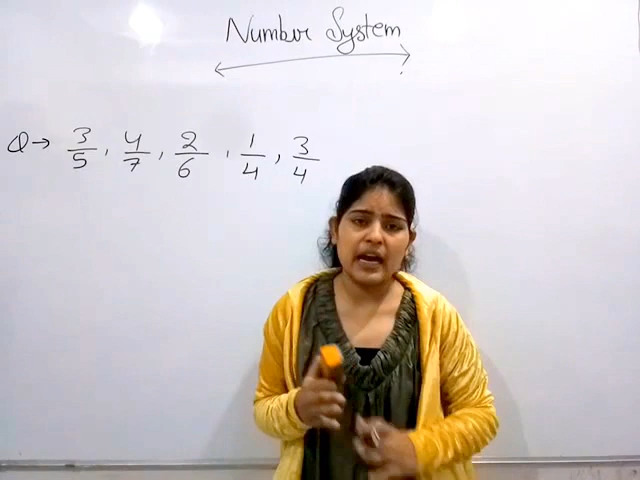 Number System
Q→ 3/5, 4/7, 2/6, 1/4, 3/4